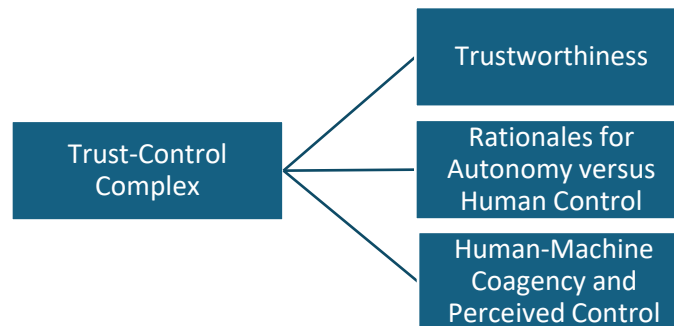 Trustworthiness
Trust-Control
Complex
Rationales for
Autonomy versus
Human Control
Human-Machine
Coagency and
Perceived Control